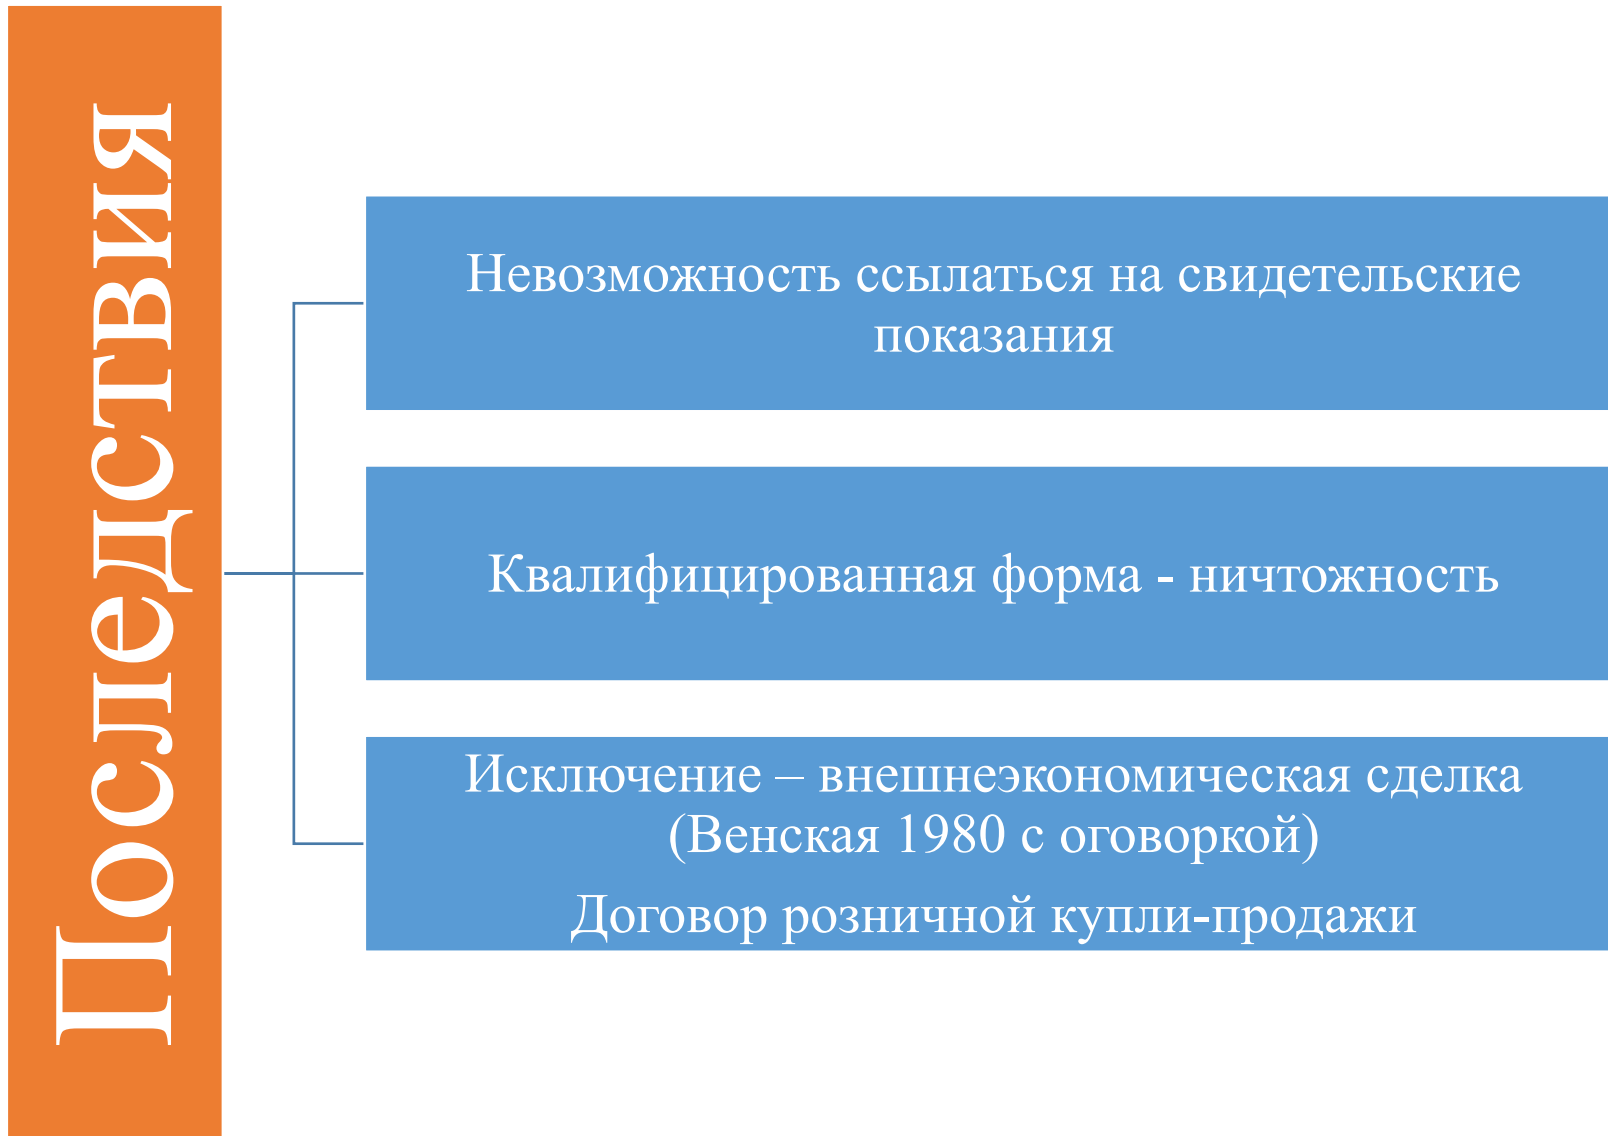 Последствия
Невозможность ссылаться на свидетельские
показания
Квалифицированная форма - ничтожность
Исключение – внешнеэкономическая сделка
(Венская 1980 с оговоркой)
Договор розничной купли-продажи